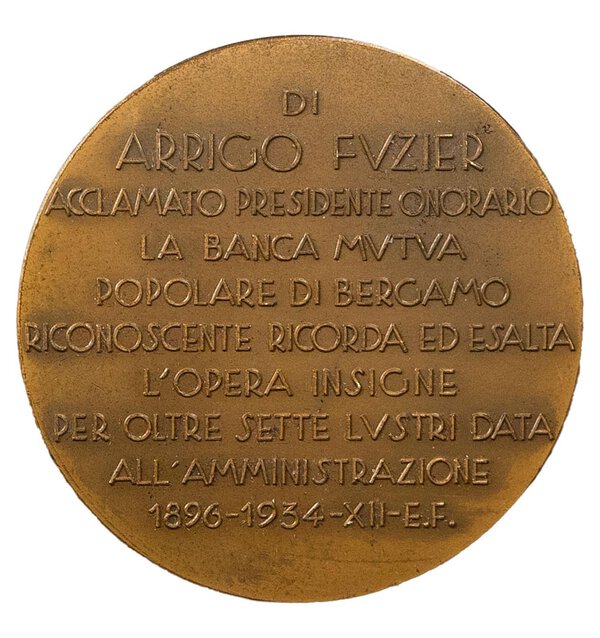 DI
ARRIGO FVZIER
ACCLAMATO PRESIDENTE ONORARIO
LA BANCA MVTVA
POPOLARE DI BERGAMO
RICONOSCENTE RICORDA ED ESALTA
L'OPERA INSIGNE
PER OLTRE SETTE LVSTRI DATA
ALL'AMMINISTRAZIONE
1896-1934-XII-E.F.